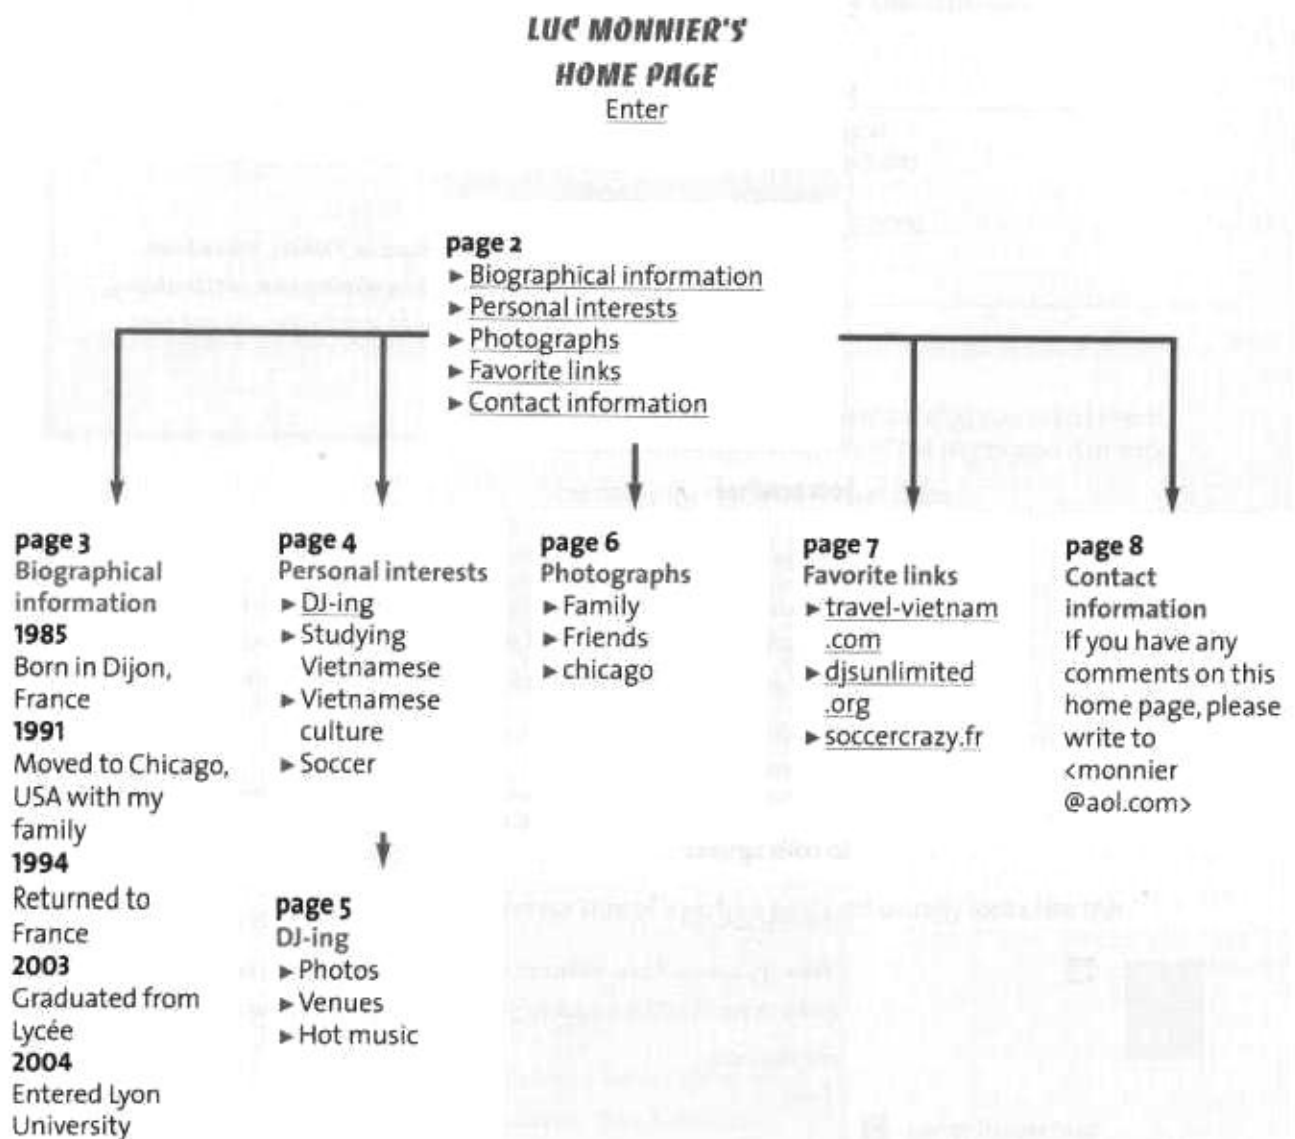 LUC MONNIER'S
HOME PAGE
Enter
page 2
► Biographical information
► Personal interests
► Photographs
► Favorite links
► Contact information
page 3
Biographical
information
1985
Born in Dijon,
France
1991
Moved to Chicago,
USA with my
family
1994
Returned to
France
2003
Graduated from
Lycée
2004
Entered Lyon
University
page 4
Personal interests
► DJ-ing
► Studying
Vietnamese
► Vietnamese
culture
► Soccer
page 5
DJ-ing
► Photos
► Venues
► Hot music
page 6
Photographs
► Family
► Friends
► chicago
page 7
Favorite links
► travel-vietnam
.com
► djsunlimited
.org
► soccercrazy.fr
page 8
Contact
information
If you have any
comments on this
home page, please
write to
<monnier
@aol.com>